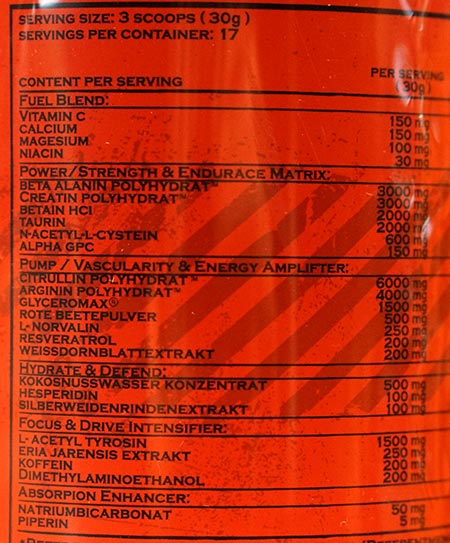 SERVING SIZE: 3 SCOOPS (30g)
SERVINGS PER CONTAINER: 17
CONTENT PER SERVING PER SERVING (30g)
FUEL BLEND:
VITAMIN C 150 mg
CALCIUM 150 mg
MAGESIUM 100 mg
NIACIN 30 mg
POWER/STRENGTH & ENDURACE MATRIX:
BETA ALANIN POLYHYDRAT™ 3000 mg
CREATIN POLYHYDRAT™ 3000 mg
BETAIN HCl 2000 mg
TAURIN 2000 mg
N-ACETYL-L-CYSTEIN 600 mg
ALPHA GPC 150 mg
PUMP / VASCULARITY & ENERGY AMPLIFTER:
CITRULLIN POLYHYDRAT™ 6000 mg
ARGININ POLYHYDRAT™ 4000 mg
GLYCEROMAX® 1500 mg
ROTE BEETEPULVER 500 mg
L-NORVALIN 250 mg
RESVERATROL 200 mg
WEISSDORNBLATTEXTRAKT 200 mg
HYDRATE & DEFEND:
KOKOSNUSSWASSER KONZENTRAT 500 mg
HESPERIDIN 100 mg
SILBERWEIDENRINDENEXTRAKT 100 mg
FOCUS & DRIVE INTENSIFIER:
L- ACETYL TYROSIN 1500 mg
ERIA JARENSIS EXTRAKT 250 mg
KOFFEIN 200 mg
DIMETHYLAMINOETHANOL 200 mg
ABSORPION ENHANCER:
NATRIUMBICARBONAT 50 mg
PIPERIN 5 mg